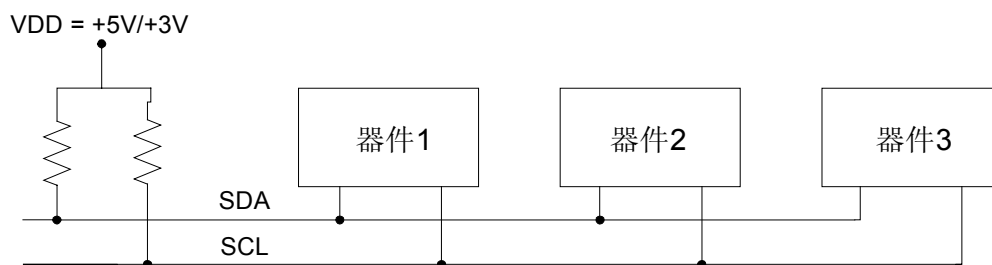 VDD = +5V/+3V
器件1
器件2
器件3
SDA
SCL